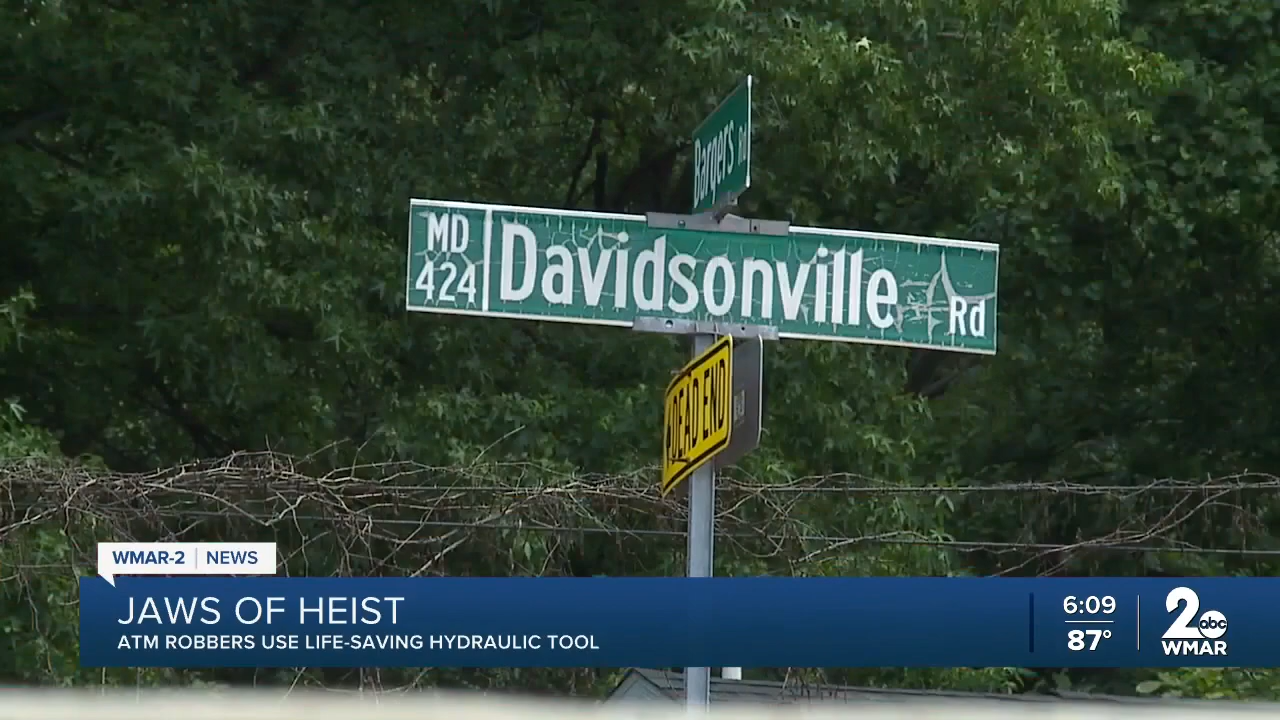 Bargers Rd
MD
424
Davidsonville Rd
DEAD END
WMAR-2 NEWS
JAWS OF HEIST
ATM ROBBERS USE LIFE-SAVING HYDRAULIC TOOL
6:09
87°
2 abc
WMAR